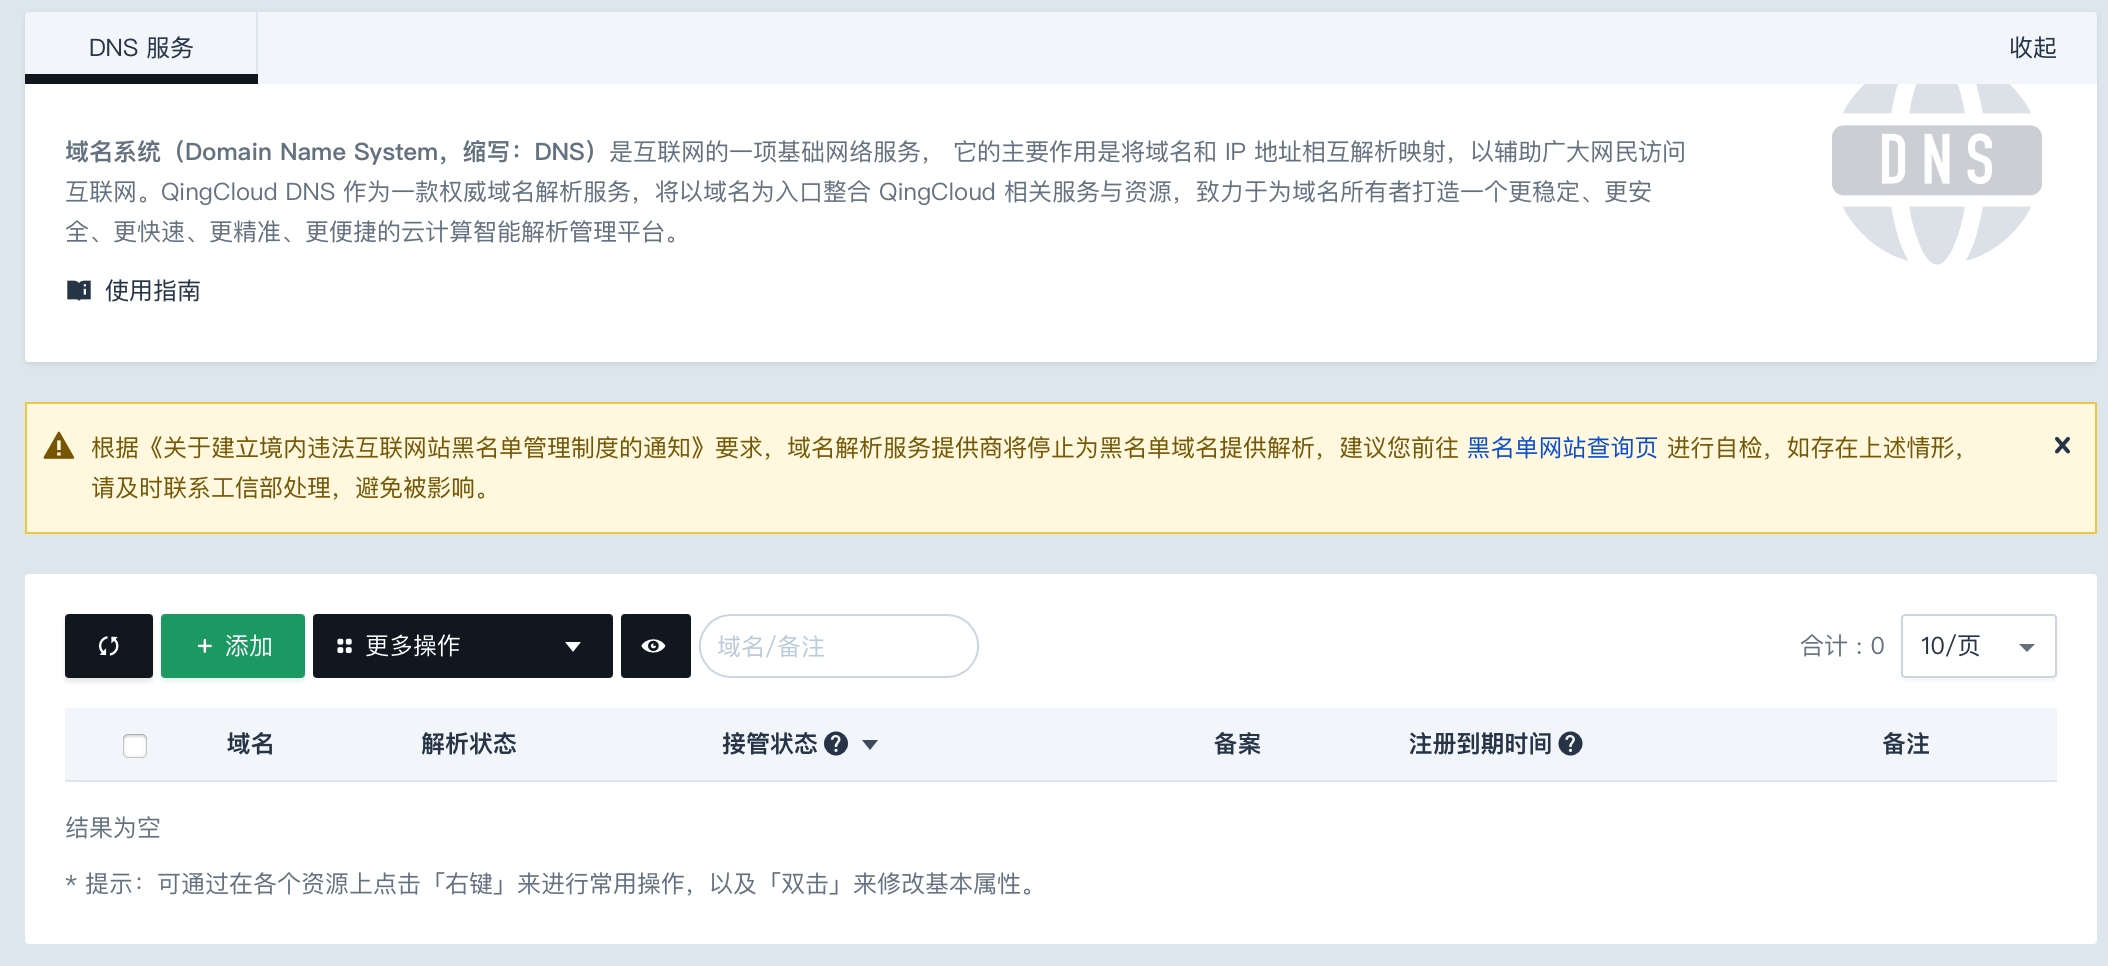 DNS 服务
收起
域名系统（Domain Name System，缩写：DNS）是互联网的一项基础网络服务， 它的主要作用是将域名和 IP 地址相互解析映射，以辅助广大网民访问
互联网。QingCloud DNS 作为一款权威域名解析服务，将以域名为入口整合 QingCloud 相关服务与资源，致力于为域名所有者打造一个更稳定、更安
全、更快速、更精准、更便捷的云计算智能解析管理平台。
DNS
使用指南
根据《关于建立境内违法互联网站黑名单管理制度的通知》要求，域名解析服务提供商将停止为黑名单域名提供解析，建议您前往 黑名单网站查询页 进行自检，如存在上述情形，
请及时联系工信部处理，避免被影响。
+ 添加
更多操作
域名/备注
合计：0
10/页
域名 解析状态 接管状态 备案 注册到期时间 备注
结果为空
* 提示：可通过在各个资源上点击「右键」来进行常用操作，以及「双击」来修改基本属性。